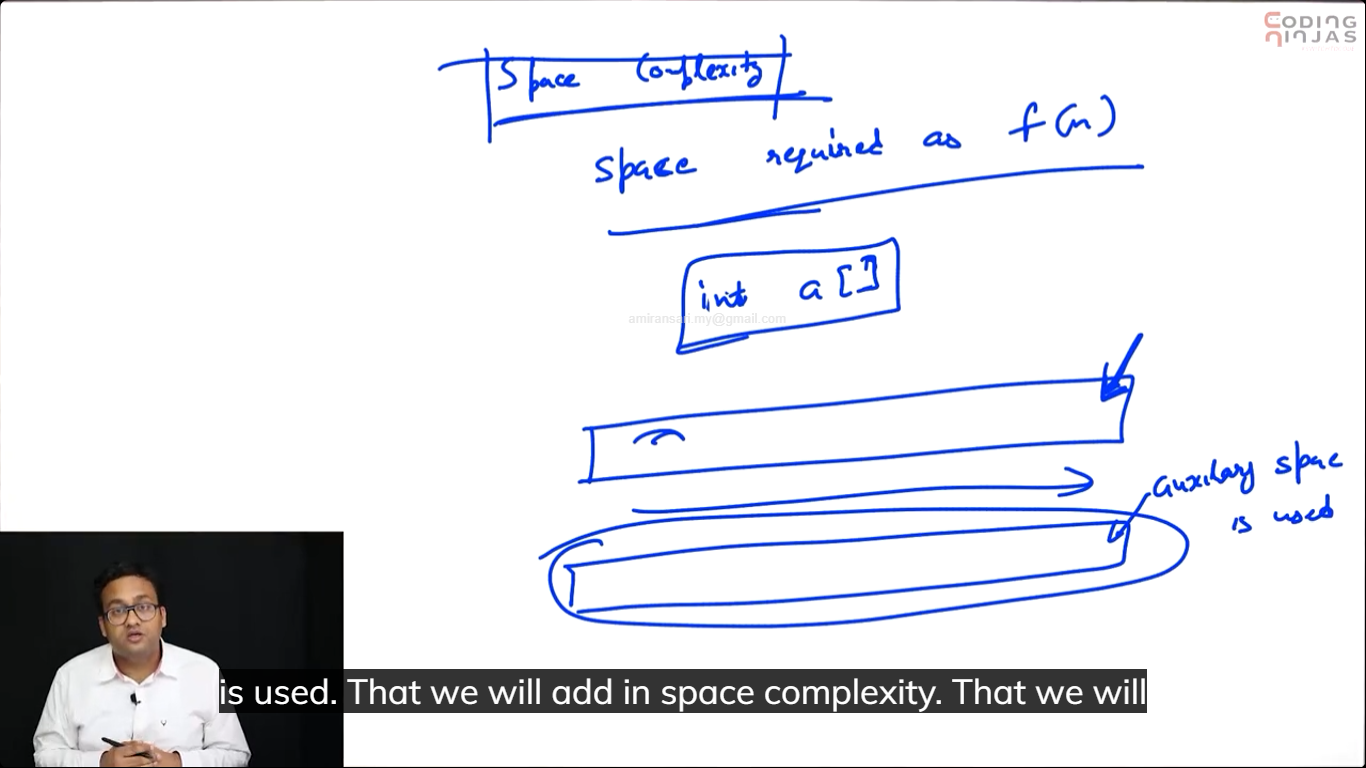 CODING
NINJAS
Space Complexity
space required as f(n)
int a[]
amiransari.my@gmail.com
auxilary space
is used
is used. That we will add in space complexity. That we will